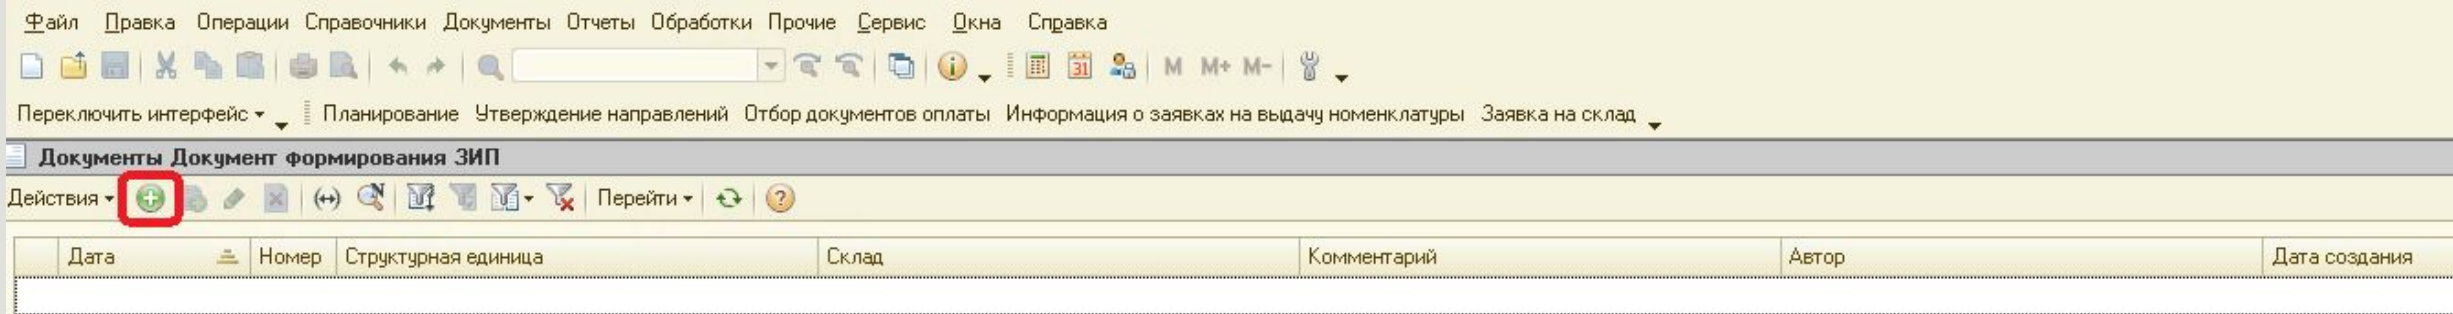 Файл Правка Операции Справочники Документы Отчеты Обработки Прочие Сервис Окна Справка
31 M M+ M-
Переключить интерфейс Планирование Утверждение направлений Отбор документов оплаты Информация о заявках на выдачу номенклатуры Заявка на склад
Документы Документ формирования ЗИП
Действия Перейти
Дата Номер Структурная единица Склад Комментарий Автор Дата создания